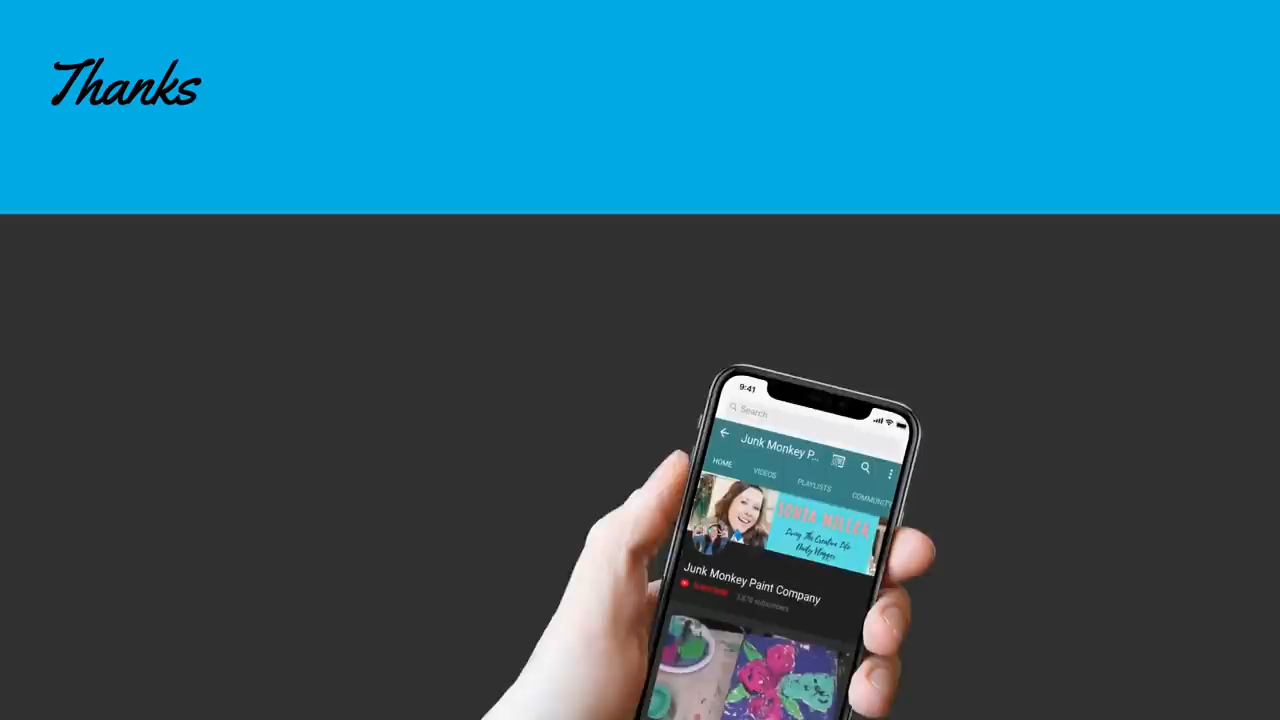 Thanks
9:41
Search
Junk Monkey P...
HOME VIDEOS PLAYLISTS COMMUNITY
SONIA MILLER
Living The Creative Life
Junk Monkey Paint Company